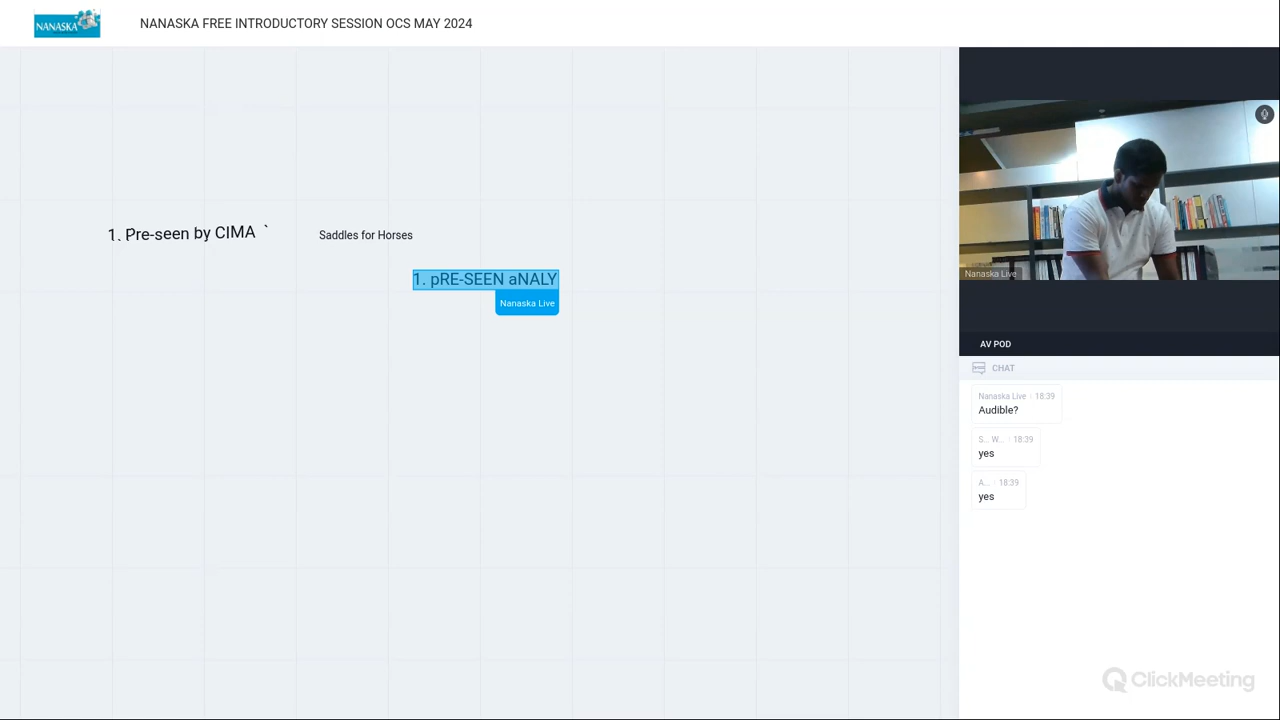 NANASKA
NANASKA FREE INTRODUCTORY SESSION OCS MAY 2024
1. Pre-seen by CIMA `
Saddles for Horses
1. pRE-SEEN aNALY
Nanaska Live
Nanaska Live
AV POD
CHAT
Nanaska Live 18:39
Audible?
S... W... 18:39
yes
A... 18:39
yes
ClickMeeting